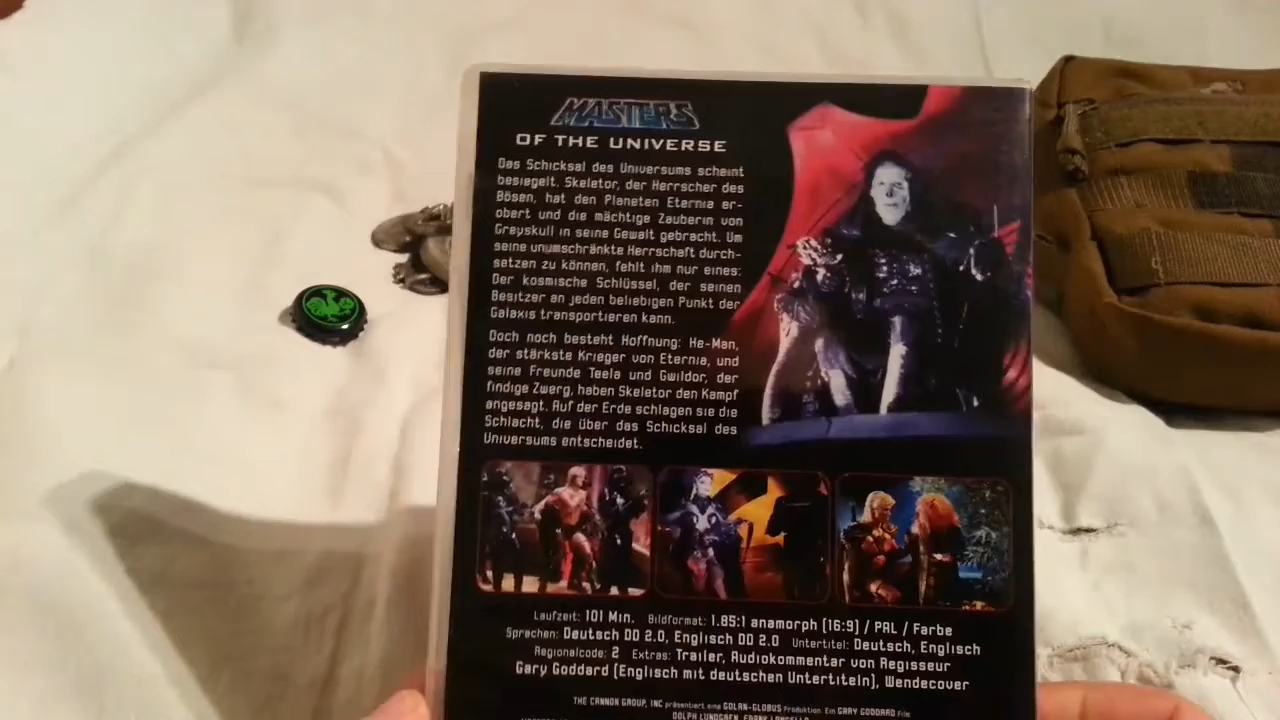 MASTERS
OF THE UNIVERSE
Das Schicksal des Universums scheint
besiegelt. Skeletor, der Herrscher des
Bösen, hat den Planeten Eternia er-
obert und die mächtige Zauberin von
Greyskull in seine Gewalt gebracht. Um
seine unumschränkte Herrschaft durch-
setzen zu können, fehlt ihm nur eines:
Der kosmische Schlüssel, der seinen
Besitzer an jeden beliebigen Punkt der
Galaxis transportieren kann.
Doch noch besteht Hoffnung: He-Man,
der stärkste Krieger von Eternia, und
seine Freunde Teela und Gwildor, der
findige Zwerg, haben Skeletor den Kampf
angesagt. Auf der Erde schlagen sie die
Schlacht, die über das Schicksal des
Universums entscheidet.
Laufzeit: 101 Min. Bildformat: 1.85:1 anamorph (16:9) / PAL / Farbe
Sprachen: Deutsch DD 2.0, Englisch DD 2.0 Untertitel: Deutsch, Englisch
Regionalcode: 2 Extras: Trailer, Audiokommentar von Regisseur
Gary Goddard (Englisch mit deutschen Untertiteln), Wendecover
THE CANNON GROUP, INC präsentiert eine GOLAN-GLOBUS Produktion. Ein GARY GODDARD Film
DOLPH LUNDGREN, FRANK LANGELLA